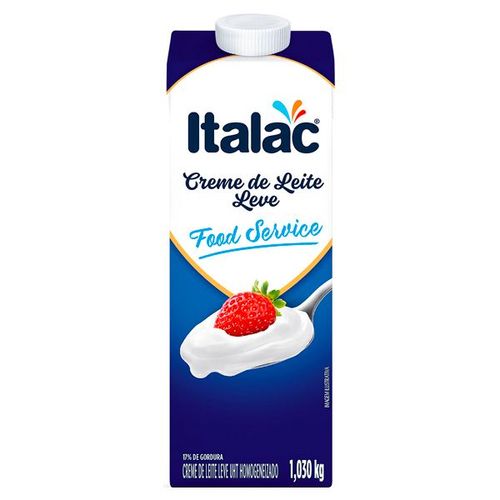 Italac®
Creme de Leite
Leve
Food Service
IMAGEM ILUSTRATIVA
17% DE GORDURA
CREME DE LEITE LEVE UHT HOMOGENEIZADO
1,030 kg